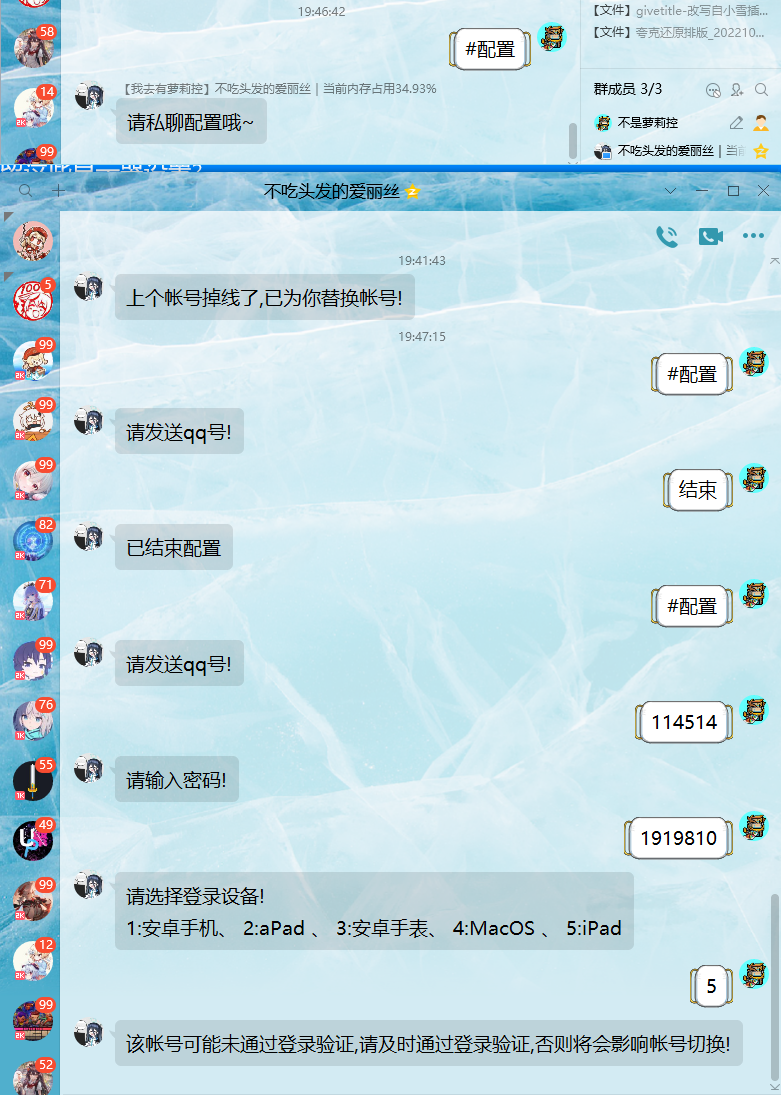 19:46:42
【文件】givetitle-改写自小雪插...
【文件】夸克还原排版_202210...
58
#配置
群成员 3/3
14
【我去有萝莉控】不吃头发的爱丽丝 | 当前内存占用34.93%
请私聊配置哦~
不是萝莉控
99
不吃头发的爱丽丝 | 当前
不吃头发的爱丽丝
19:41:43
5
上个帐号掉线了,已为你替换帐号!
19:47:15
99
2K
#配置
99
2K
请发送qq号!
99
2K
结束
82
2K
已结束配置
71
2K
#配置
99
2K
请发送qq号!
76
1K
114514
55
1K
请输入密码!
49
1919810
99
2K
请选择登录设备!
1:安卓手机、 2:aPad 、 3:安卓手表、 4:MacOS 、 5:iPad
12
2K
5
99
2K
该帐号可能未通过登录验证,请及时通过登录验证,否则将会影响帐号切换!
52